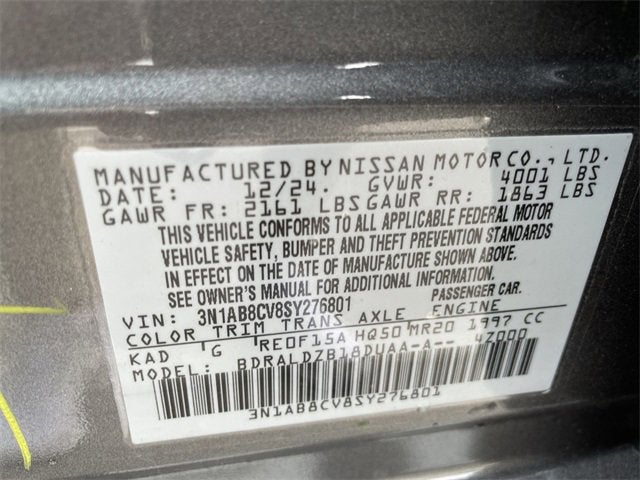 MANUFACTURED BY NISSAN MOTOR CO., LTD.
DATE: 12/24. GVWR: 4001 LBS
GAWR FR: 2161 LBS GAWR RR: 1863 LBS
THIS VEHICLE CONFORMS TO ALL APPLICABLE FEDERAL MOTOR
VEHICLE SAFETY, BUMPER AND THEFT PREVENTION STANDARDS
IN EFFECT ON THE DATE OF MANUFACTURE SHOWN ABOVE.
SEE OWNER'S MANUAL FOR ADDITIONAL INFORMATION.
VIN: 3N1AB8CV8SY276801 PASSENGER CAR.
COLOR TRIM TRANS AXLE ENGINE
KAD G RE0F15A HQ50 MR20 1997 CC
MODEL: BDRALDZB18DUAA-A-- 4Z000
3N1AB8CV8SY276801